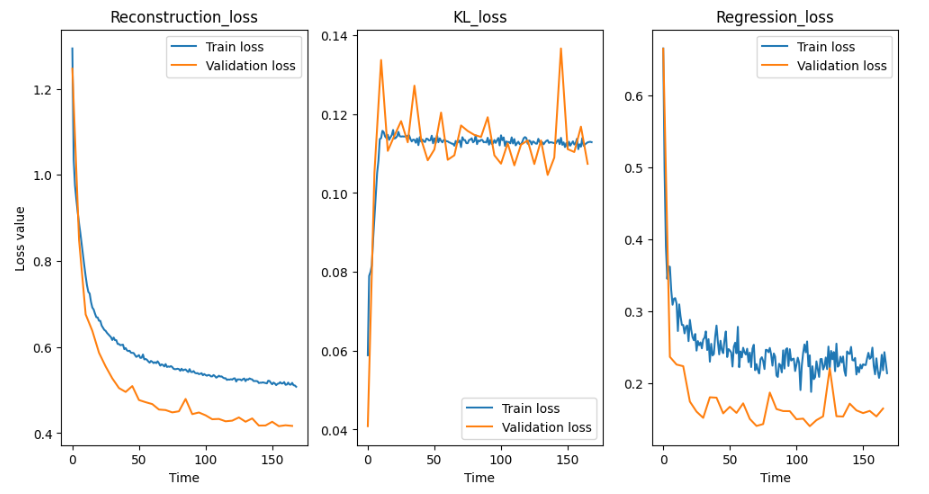 Reconstruction_loss
Loss value
1.2
1.0
0.8
0.6
0.4
0
50
100
150
Time
Train loss
Validation loss
KL_loss
0.14
0.12
0.10
0.08
0.06
0.04
0
50
100
150
Time
Train loss
Validation loss
Regression_loss
0.6
0.5
0.4
0.3
0.2
0
50
100
150
Time
Train loss
Validation loss